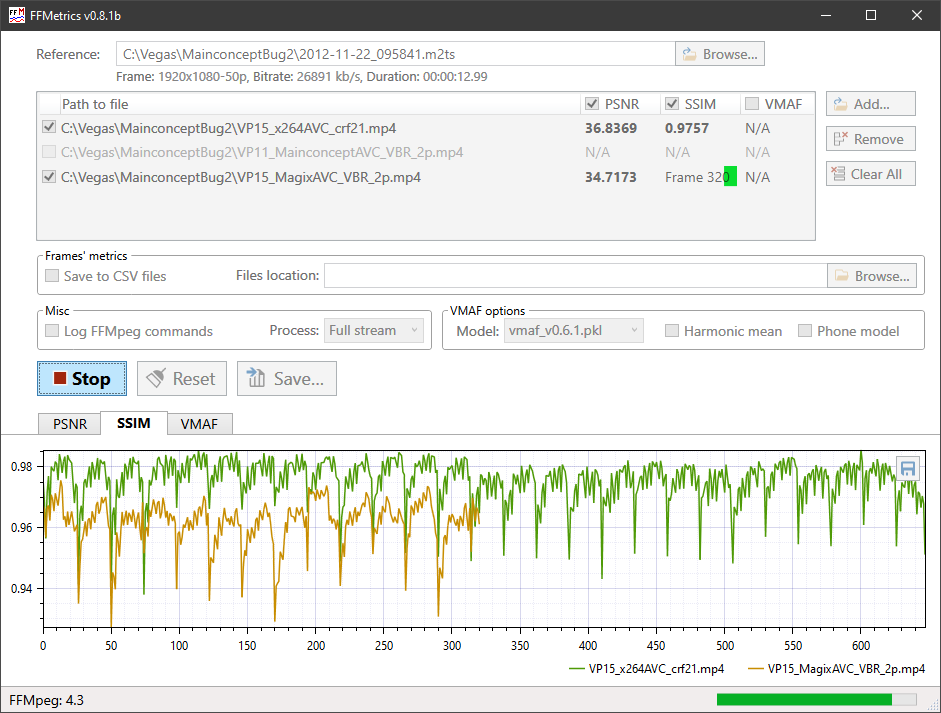 FFMetrics v0.8.1b
Reference: C:\Vegas\MainconceptBug2\2012-11-22_095841.m2ts Browse...
Frame: 1920x1080-50p, Bitrate: 26891 kb/s, Duration: 00:00:12.99
Path to file PSNR SSIM VMAF Add...
C:\Vegas\MainconceptBug2\VP15_x264AVC_crf21.mp4 36.8369 0.9757 N/A
Remove
C:\Vegas\MainconceptBug2\VP11_MainconceptAVC_VBR_2p.mp4 N/A N/A N/A
C:\Vegas\MainconceptBug2\VP15_MagixAVC_VBR_2p.mp4 34.7173 Frame 320 N/A Clear All
Frames' metrics
Save to CSV files Files location: Browse...
Misc VMAF options
Log FFMpeg commands Process: Full stream Model: vmaf_v0.6.1.pkl Harmonic mean Phone model
Stop Reset Save...
PSNR SSIM VMAF
0.98
0.96
0.94
0 50 100 150 200 250 300 350 400 450 500 550 600
VP15_x264AVC_crf21.mp4 VP15_MagixAVC_VBR_2p.mp4
FFMpeg: 4.3